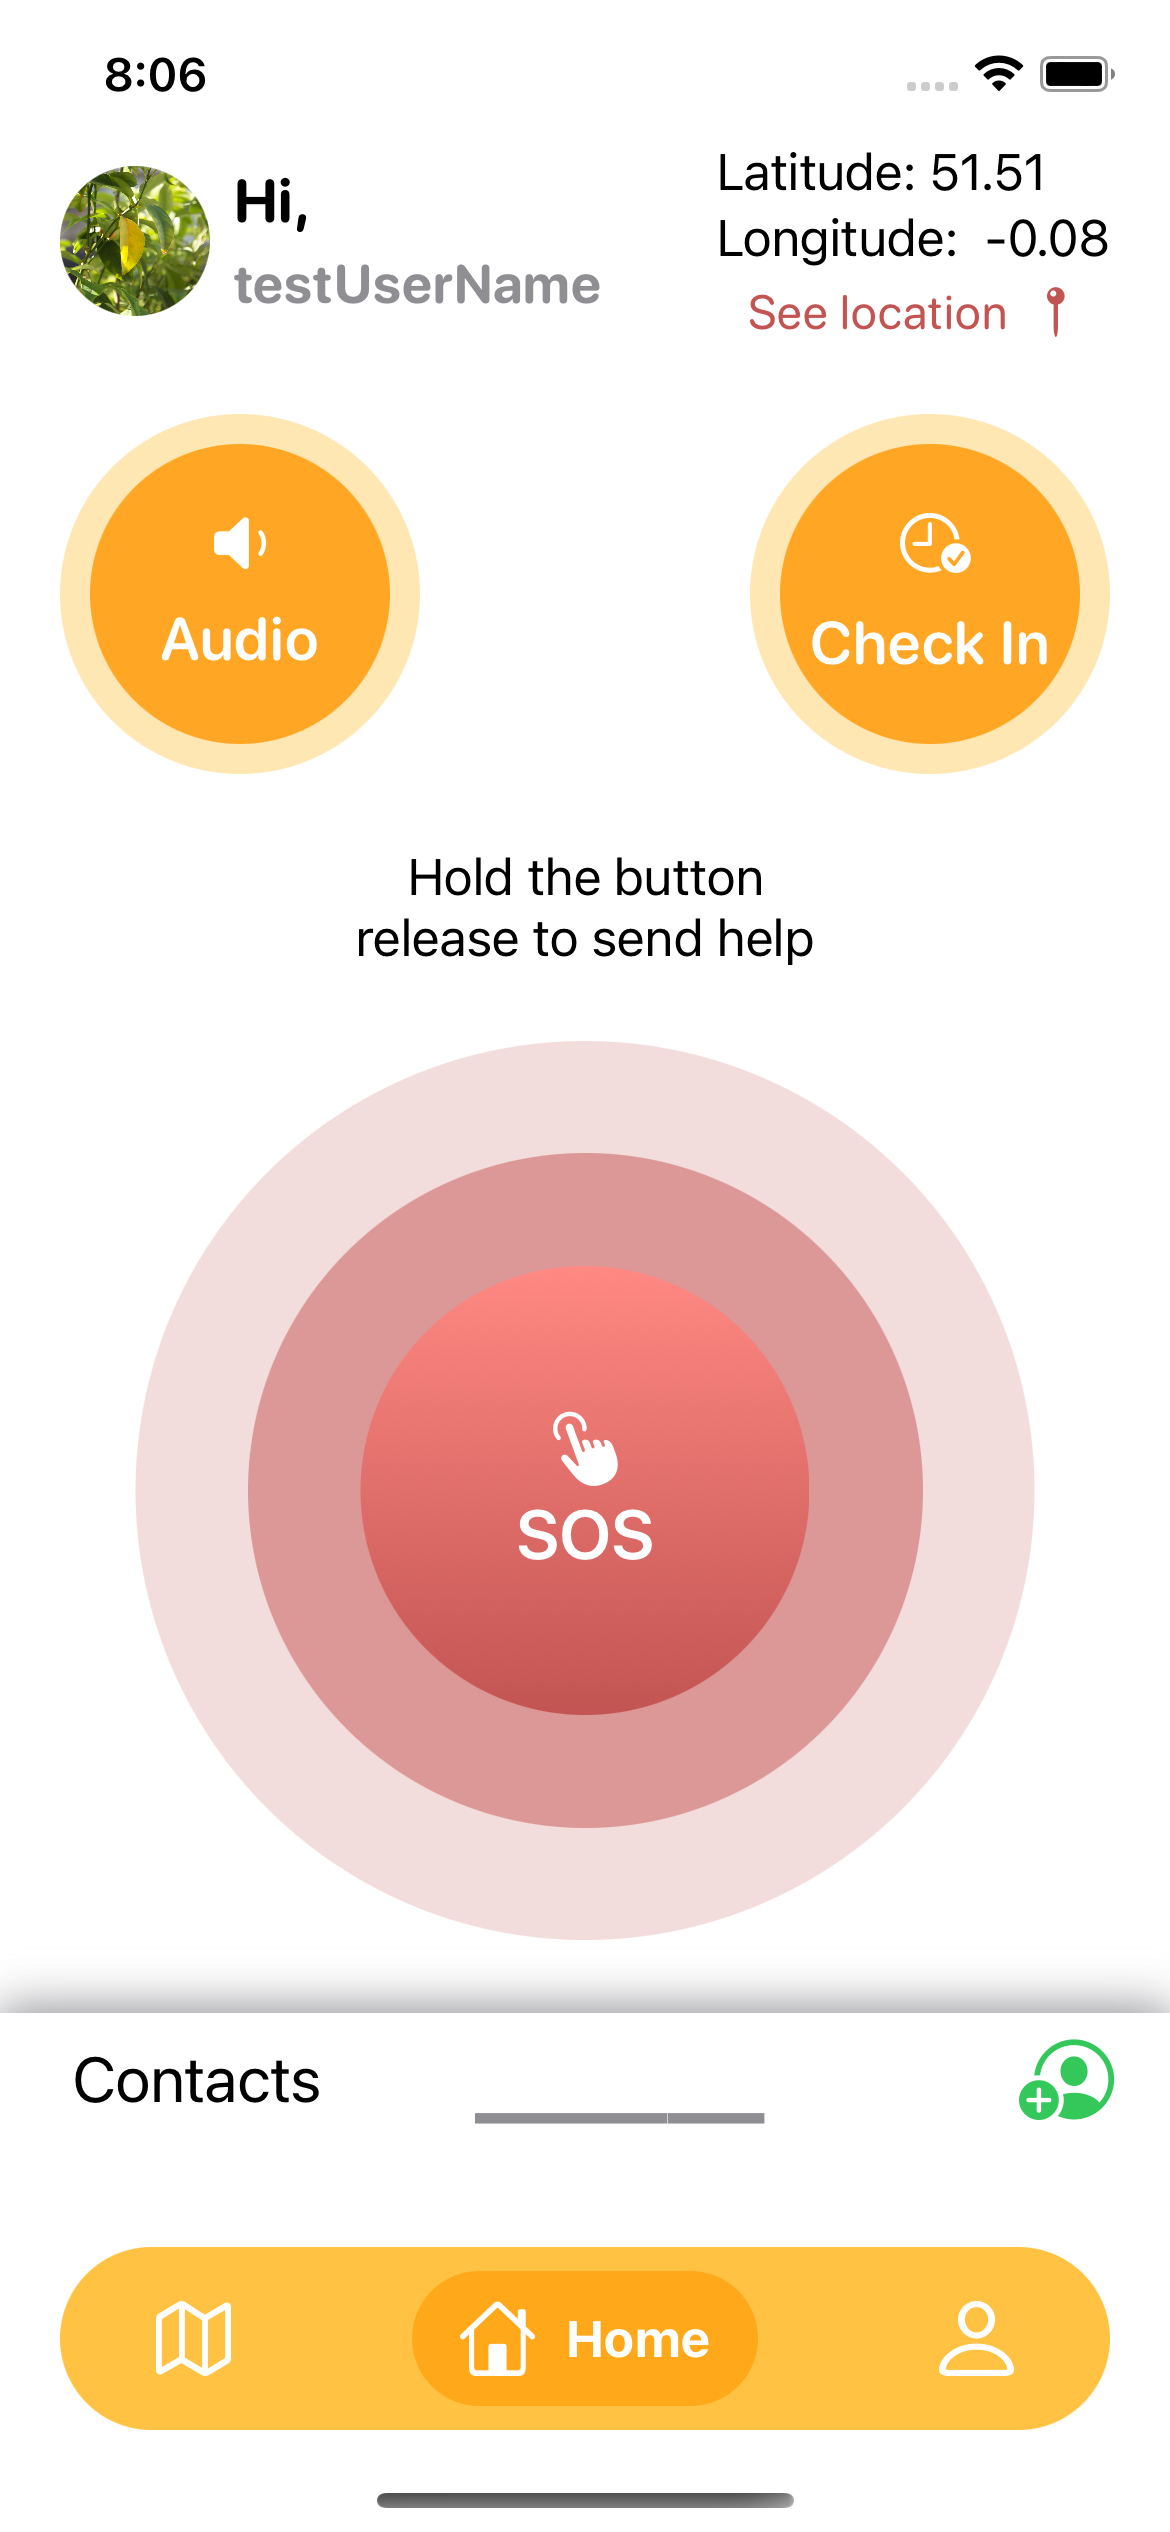 8:06
Hi,
testUserName
Latitude: 51.51
Longitude: -0.08
See location
Audio
Check In
Hold the button
release to send help
SOS
Contacts
Home